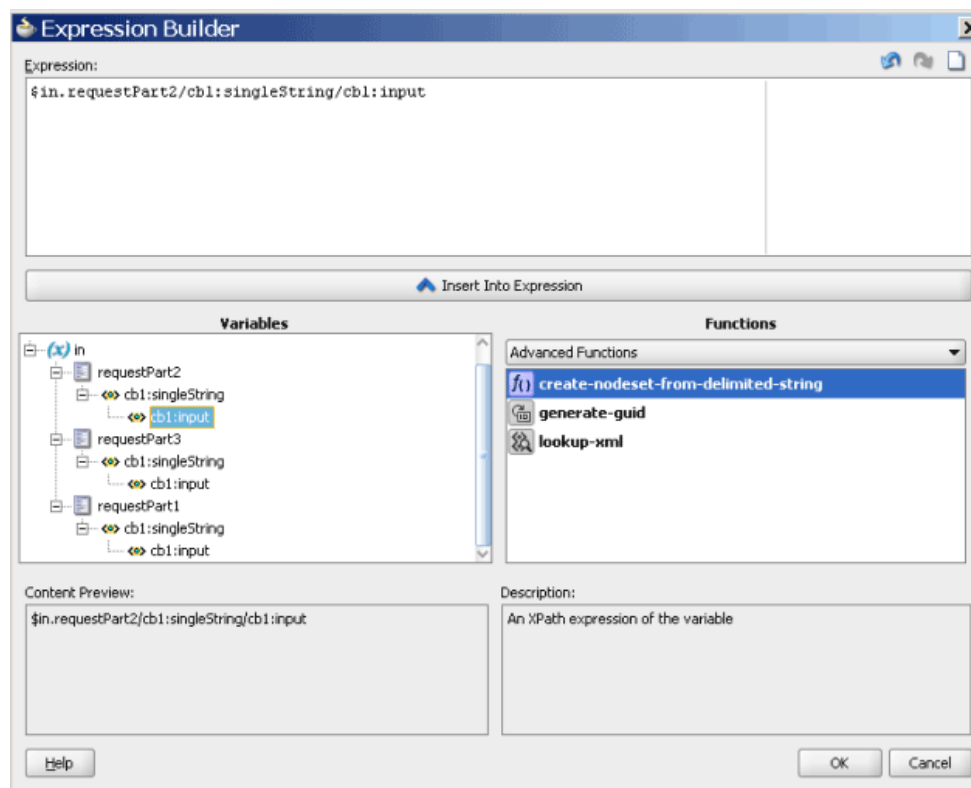 Expression Builder
Expression:
$in.requestPart2/cb1:singleString/cb1:input
Insert Into Expression
Variables
(x) in
requestPart2
cb1:singleString
cb1:input
requestPart3
cb1:singleString
cb1:input
requestPart1
cb1:singleString
cb1:input
Functions
Advanced Functions
f() create-nodeset-from-delimited-string
generate-guid
lookup-xml
Content Preview:
$in.requestPart2/cb1:singleString/cb1:input
Description:
An XPath expression of the variable
Help
OK
Cancel